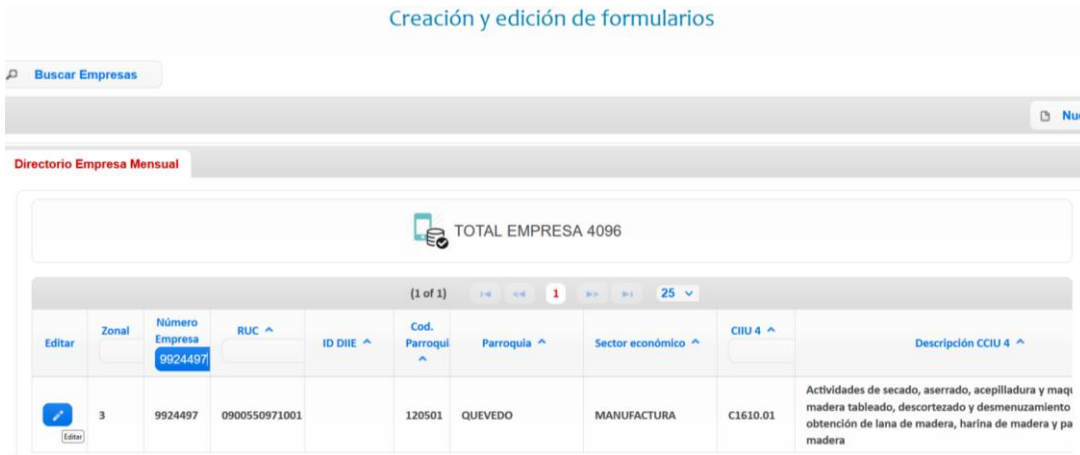 Creación y edición de formularios
Buscar Empresas
Directorio Empresa Mensual
TOTAL EMPRESA 4096
(1 of 1) 1 25
Editar Zonal Número Empresa RUC ID DIIE Cod. Parroqui Parroquia Sector económico CIIU 4 Descripción CCIU 4
9924497
3 9924497 0900550971001 120501 QUEVEDO MANUFACTURA C1610.01
Actividades de secado, aserrado, acepilladura y maqu
madera tableado, descortezado y desmenuzamiento
obtención de lana de madera, harina de madera y pa
madera
Editar